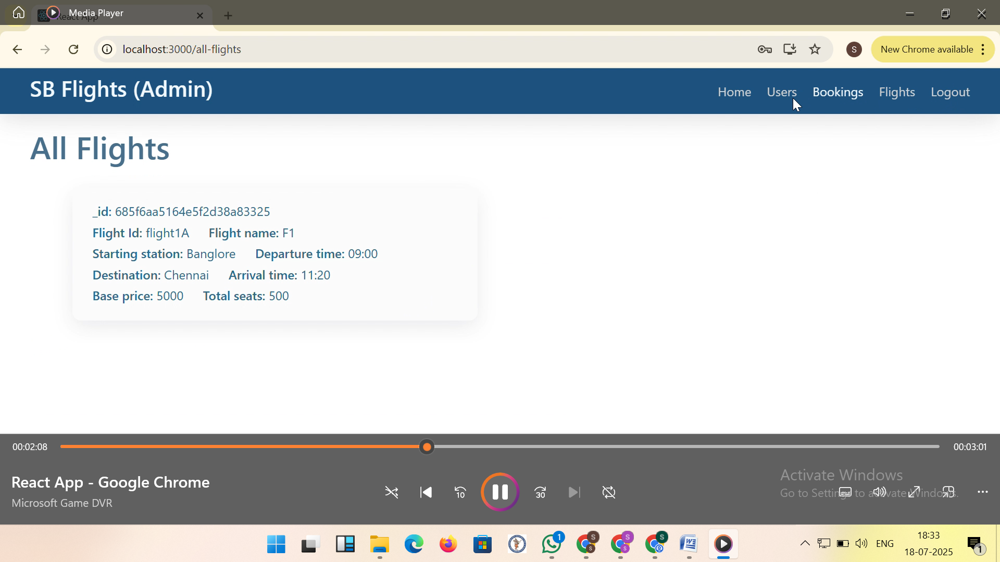 Media Player
React App
localhost:3000/all-flights
S
New Chrome available
SB Flights (Admin)
Home Users Bookings Flights Logout
All Flights
_id: 685f6aa5164e5f2d38a83325
Flight Id: flight1A Flight name: F1
Starting station: Banglore Departure time: 09:00
Destination: Chennai Arrival time: 11:20
Base price: 5000 Total seats: 500
00:02:08 00:03:01
React App - Google Chrome
Microsoft Game DVR
10 30
Activate Windows
Go to Settings to activate Windows.
1 S S S S S W
ENG
18:33
18-07-2025
1